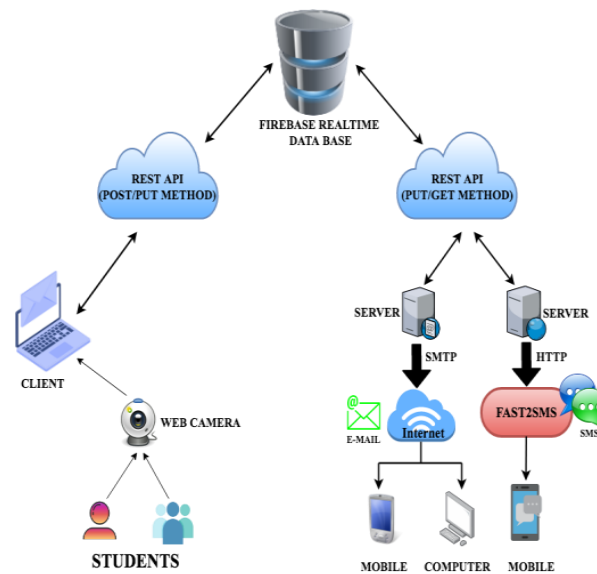 FIREBASE REALTIME
DATA BASE
REST API
(POST/PUT METHOD)
REST API
(PUT/GET METHOD)
CLIENT
WEB CAMERA
STUDENTS
SERVER
SERVER
SMTP
HTTP
@
E-MAIL
Internet
FAST2SMS
SMS
MOBILE
COMPUTER
MOBILE